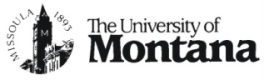 MISSOULA 1893
The University of
Montana